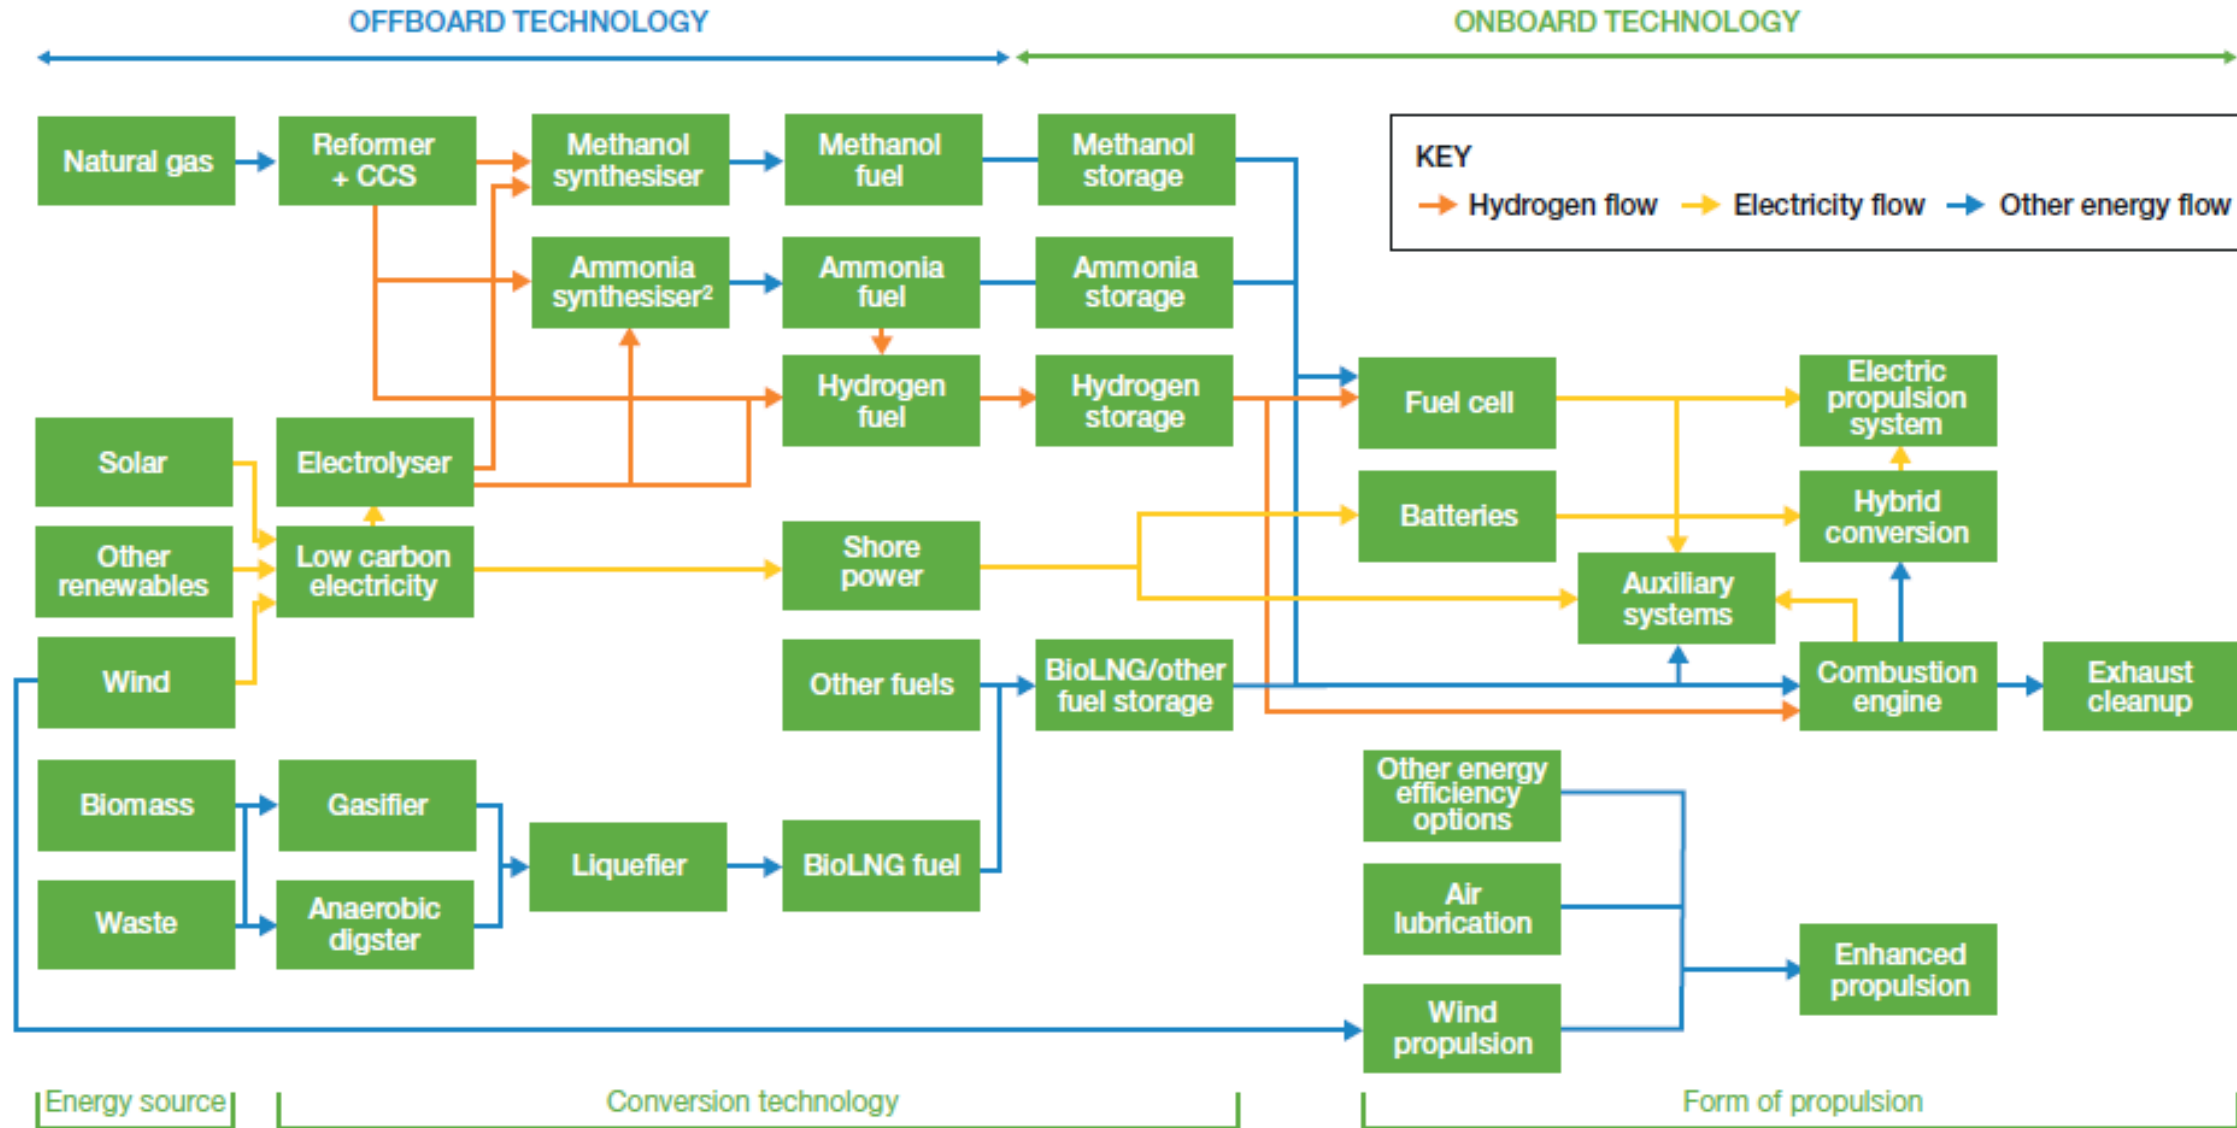 OFFBOARD TECHNOLOGY
ONBOARD TECHNOLOGY
Natural gas
Reformer
+ CCS
Methanol
synthesiser
Methanol
fuel
Methanol
storage
KEY
Hydrogen flow
Electricity flow
Other energy flow
Ammonia
synthesiser²
Ammonia
fuel
Ammonia
storage
Hydrogen
fuel
Hydrogen
storage
Fuel cell
Electric
propulsion
system
Solar
Electrolyser
Batteries
Hybrid
conversion
Other
renewables
Low carbon
electricity
Shore
power
Auxiliary
systems
Wind
Other fuels
BioLNG/other
fuel storage
Combustion
engine
Exhaust
cleanup
Biomass
Gasifier
Other energy
efficiency
options
Liquefier
BioLNG fuel
Waste
Anaerobic
digster
Air
lubrication
Enhanced
propulsion
Wind
propulsion
Energy source
Conversion technology
Form of propulsion